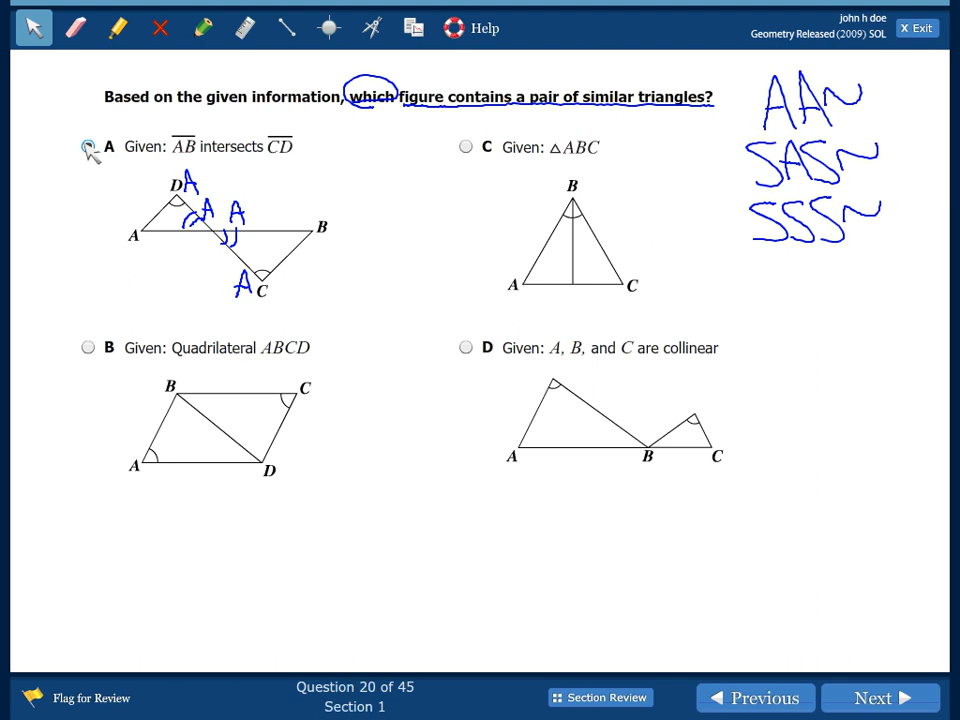 john h doe
Help
Geometry Released (2009) SOL
X Exit
Based on the given information, which figure contains a pair of similar triangles?
AA~
SAS~
SSS~
A Given: AB intersects CD
D A
A A
A
B
A
C
C Given: △ABC
B
A
C
B Given: Quadrilateral ABCD
B
C
A
D
D Given: A, B, and C are collinear
A
B
C
Flag for Review
Question 20 of 45
Section 1
Section Review
Previous
Next